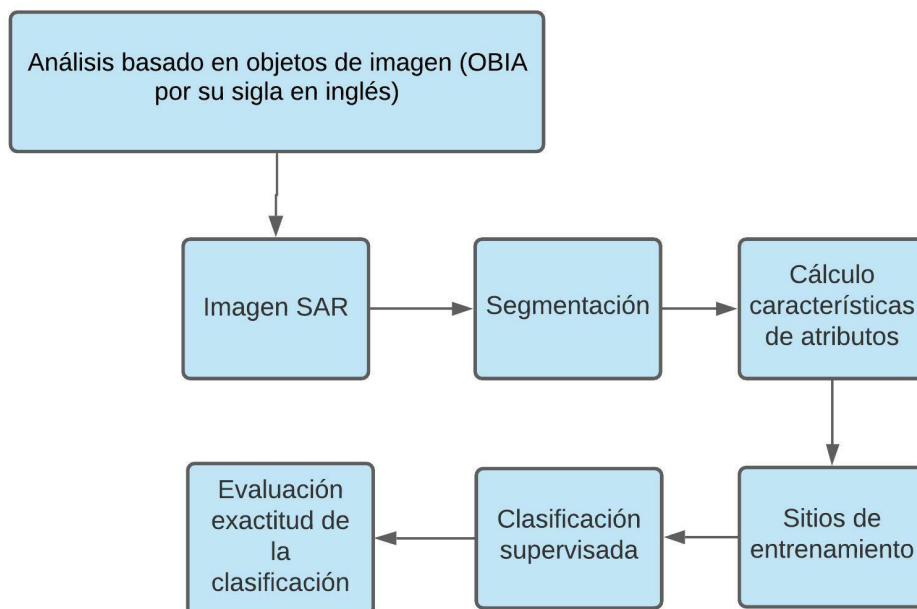 Análisis basado en objetos de imagen (OBIA
por su sigla en inglés)
Imagen SAR
Segmentación
Cálculo
características
de atributos
Sitios de
entrenamiento
Clasificación
supervisada
Evaluación
exactitud de
la
clasificación